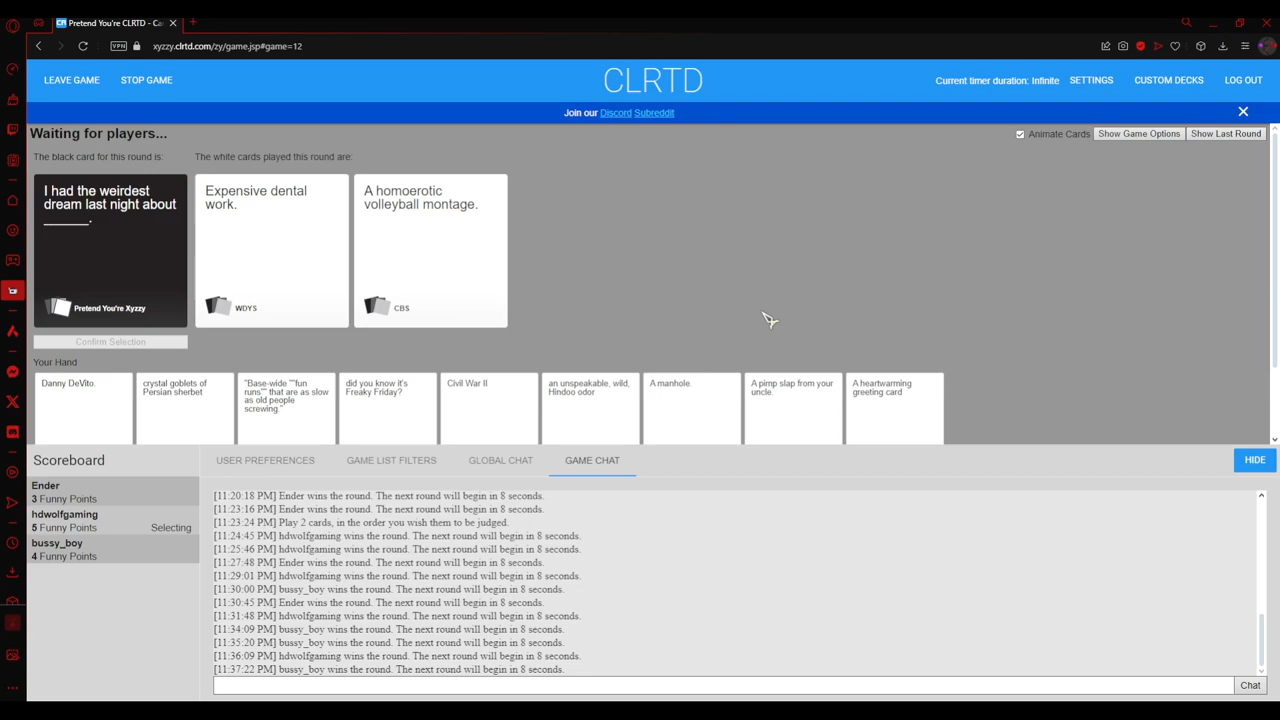 Pretend You're CLRTD - Ca
VPN
xyzzy.clrtd.com/zy/game.jsp#game=12
LEAVE GAME
STOP GAME
CLRTD
Current timer duration: Infinite
SETTINGS
CUSTOM DECKS
LOG OUT
Join our Discord Subreddit
Waiting for players...
Animate Cards
Show Game Options
Show Last Round
The black card for this round is:
The white cards played this round are:
I had the weirdest
dream last night about
______.
Pretend You're Xyzzy
Expensive dental
work.
WDYS
A homoerotic
volleyball montage.
CBS
Confirm Selection
Your Hand
Danny DeVito.
crystal goblets of
Persian sherbet
"Base-wide ""fun
runs"" that are as slow
as old people
screwing."
did you know it's
Freaky Friday?
Civil War II
an unspeakable, wild,
Hindoo odor
A manhole.
A pimp slap from your
uncle.
A heartwarming
greeting card
Scoreboard
USER PREFERENCES
GAME LIST FILTERS
GLOBAL CHAT
GAME CHAT
HIDE
Ender
3 Funny Points
hdwolfgaming
5 Funny Points
Selecting
bussy_boy
4 Funny Points
[11:20:18 PM] Ender wins the round. The next round will begin in 8 seconds.
[11:23:16 PM] Ender wins the round. The next round will begin in 8 seconds.
[11:23:24 PM] Play 2 cards, in the order you wish them to be judged.
[11:24:45 PM] hdwolfgaming wins the round. The next round will begin in 8 seconds.
[11:25:46 PM] hdwolfgaming wins the round. The next round will begin in 8 seconds.
[11:27:48 PM] Ender wins the round. The next round will begin in 8 seconds.
[11:29:01 PM] hdwolfgaming wins the round. The next round will begin in 8 seconds.
[11:30:00 PM] bussy_boy wins the round. The next round will begin in 8 seconds.
[11:30:45 PM] Ender wins the round. The next round will begin in 8 seconds.
[11:31:48 PM] hdwolfgaming wins the round. The next round will begin in 8 seconds.
[11:34:09 PM] bussy_boy wins the round. The next round will begin in 8 seconds.
[11:35:20 PM] bussy_boy wins the round. The next round will begin in 8 seconds.
[11:36:09 PM] hdwolfgaming wins the round. The next round will begin in 8 seconds.
[11:37:22 PM] bussy_boy wins the round. The next round will begin in 8 seconds.
Chat